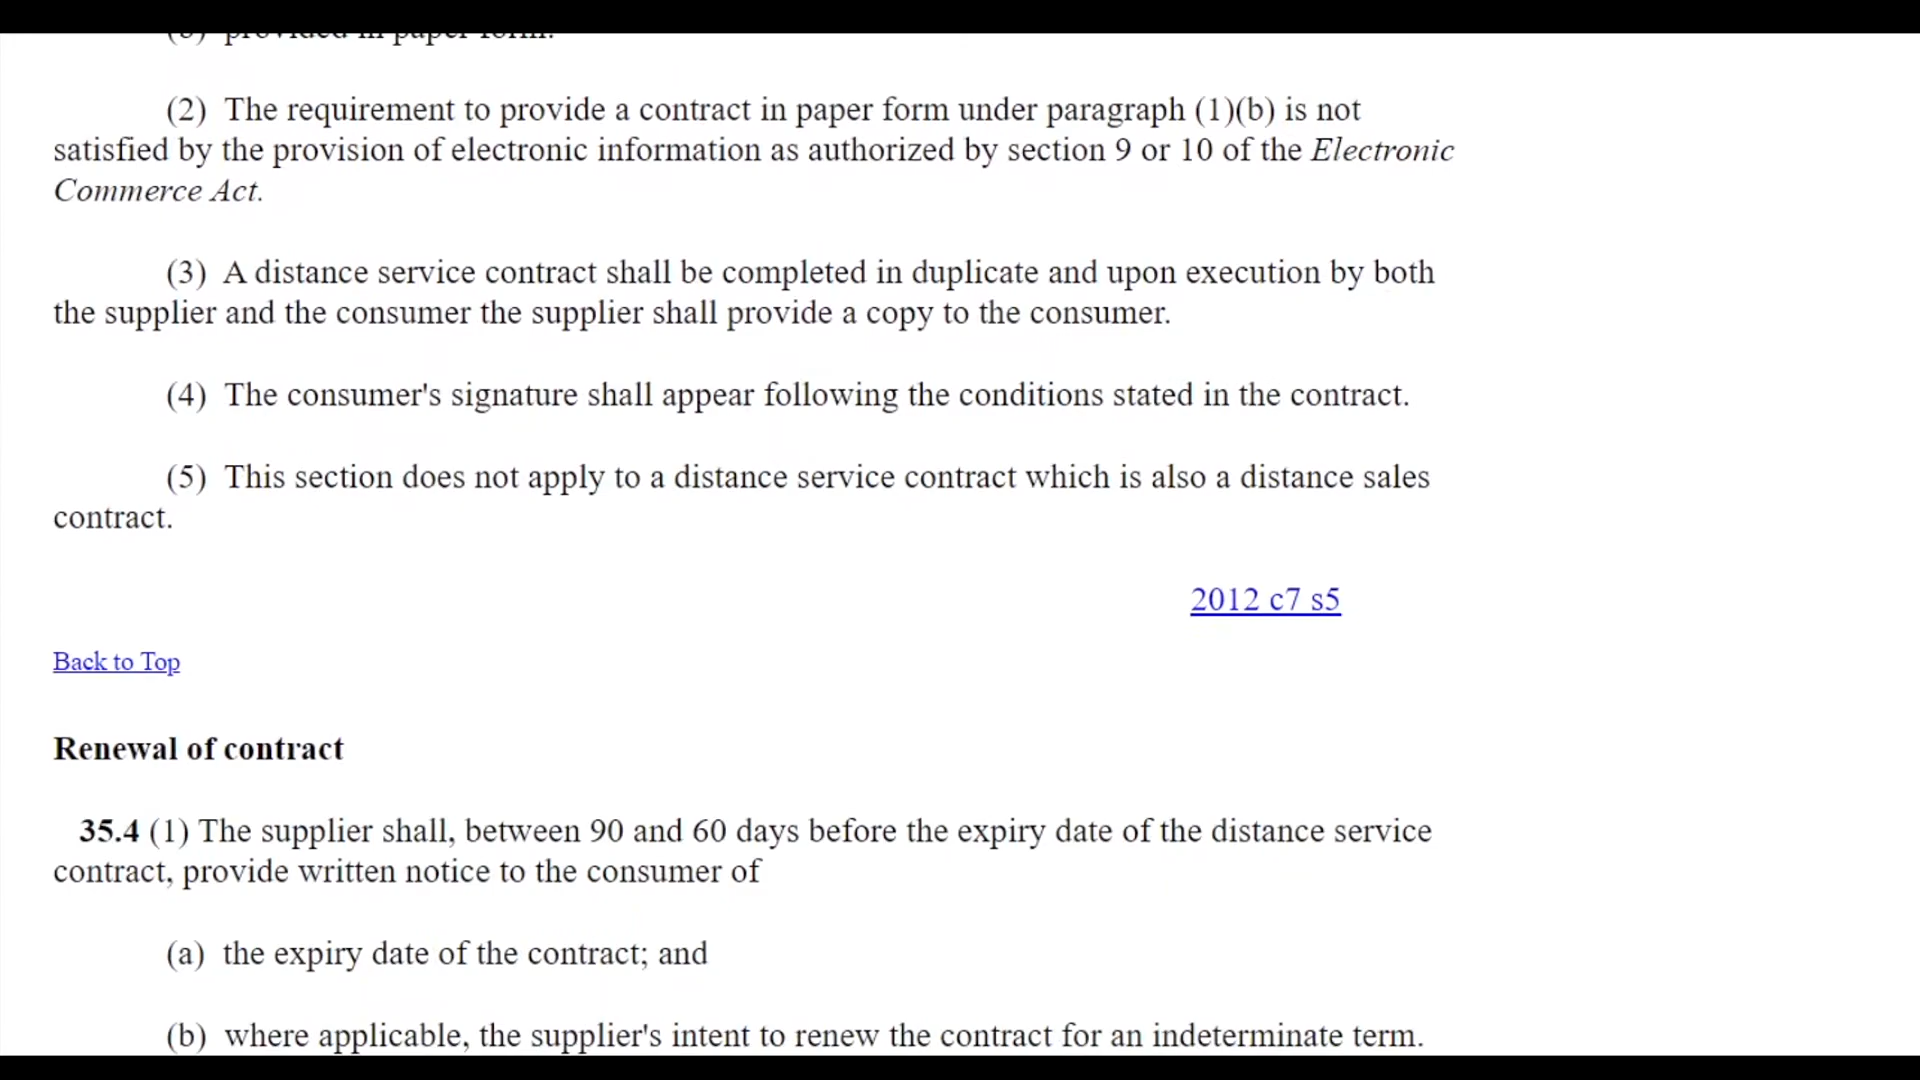 (b) provided in paper form.
(2) The requirement to provide a contract in paper form under paragraph (1)(b) is not
satisfied by the provision of electronic information as authorized by section 9 or 10 of the Electronic
Commerce Act.
(3) A distance service contract shall be completed in duplicate and upon execution by both
the supplier and the consumer the supplier shall provide a copy to the consumer.
(4) The consumer's signature shall appear following the conditions stated in the contract.
(5) This section does not apply to a distance service contract which is also a distance sales
contract.
2012 c7 s5
Back to Top
Renewal of contract
35.4 (1) The supplier shall, between 90 and 60 days before the expiry date of the distance service
contract, provide written notice to the consumer of
(a) the expiry date of the contract; and
(b) where applicable, the supplier's intent to renew the contract for an indeterminate term.